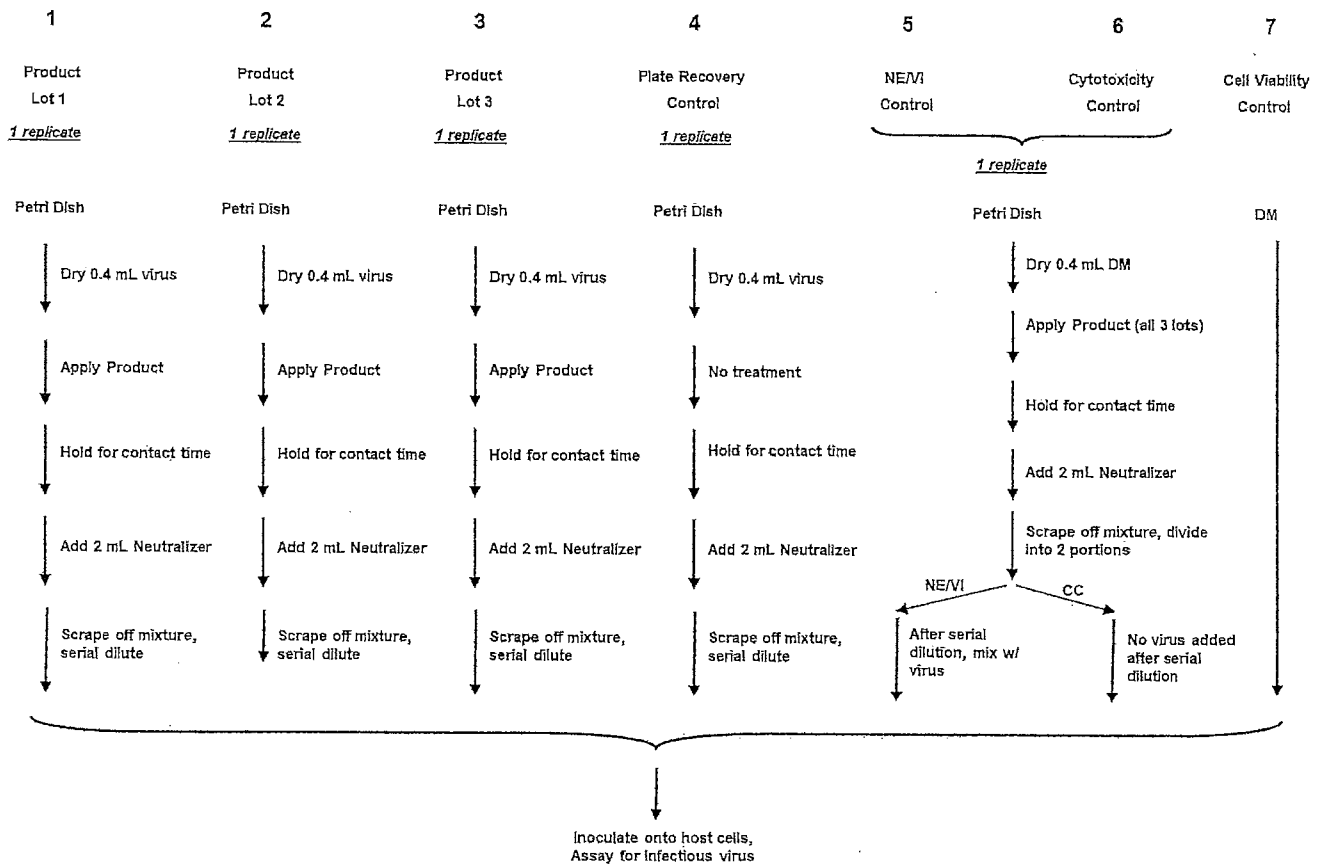 1 2 3 4 5 6 7
Product Product Product Plate Recovery NE/VI Cytotoxicity Cell Viability
Lot 1 Lot 2 Lot 3 Control Control Control Control
1 replicate 1 replicate 1 replicate 1 replicate
1 replicate
Petri Dish Petri Dish Petri Dish Petri Dish Petri Dish DM
Dry 0.4 mL virus Dry 0.4 mL virus Dry 0.4 mL virus Dry 0.4 mL virus Dry 0.4 mL DM
Apply Product (all 3 lots)
Apply Product Apply Product Apply Product No treatment
Hold for contact time
Hold for contact time Hold for contact time Hold for contact time Hold for contact time
Add 2 mL Neutralizer
Scrape off mixture, divide
into 2 portions
Add 2 mL Neutralizer Add 2 mL Neutralizer Add 2 mL Neutralizer Add 2 mL Neutralizer
NE/VI CC
Scrape off mixture,
serial dilute
Scrape off mixture,
serial dilute
Scrape off mixture,
serial dilute
Scrape off mixture,
serial dilute
After serial
dilution, mix w/
virus
No virus added
after serial
dilution
Inoculate onto host cells,
Assay for infectious virus